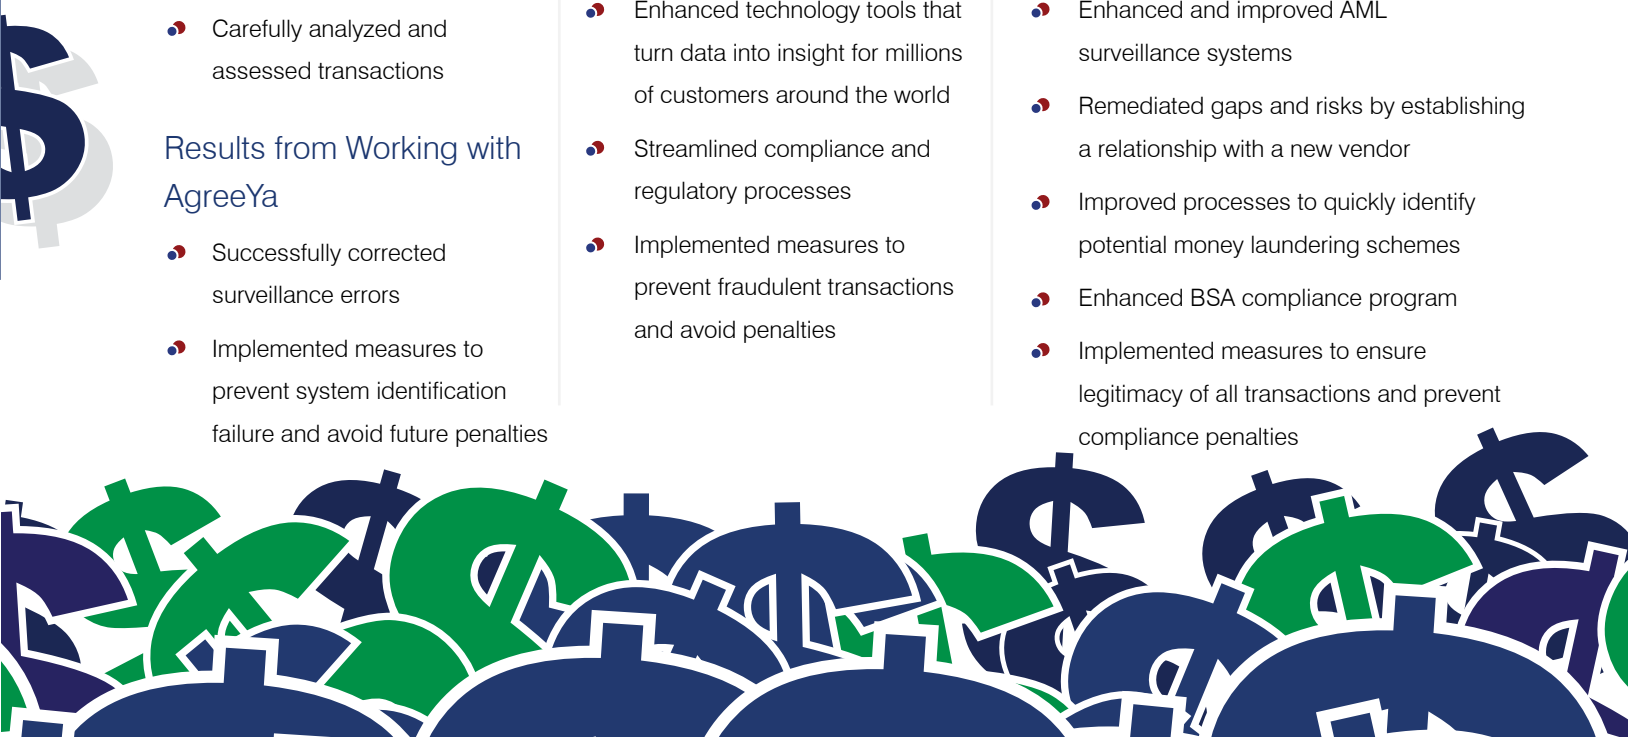 Carefully analyzed and
assessed transactions
Results from Working with
AgreeYa
Successfully corrected
surveillance errors
Implemented measures to
prevent system identification
failure and avoid future penalties
Enhanced technology tools that
turn data into insight for millions
of customers around the world
Streamlined compliance and
regulatory processes
Implemented measures to
prevent fraudulent transactions
and avoid penalties
Enhanced and improved AML
surveillance systems
Remediated gaps and risks by establishing
a relationship with a new vendor
Improved processes to quickly identify
potential money laundering schemes
Enhanced BSA compliance program
Implemented measures to ensure
legitimacy of all transactions and prevent
compliance penalties